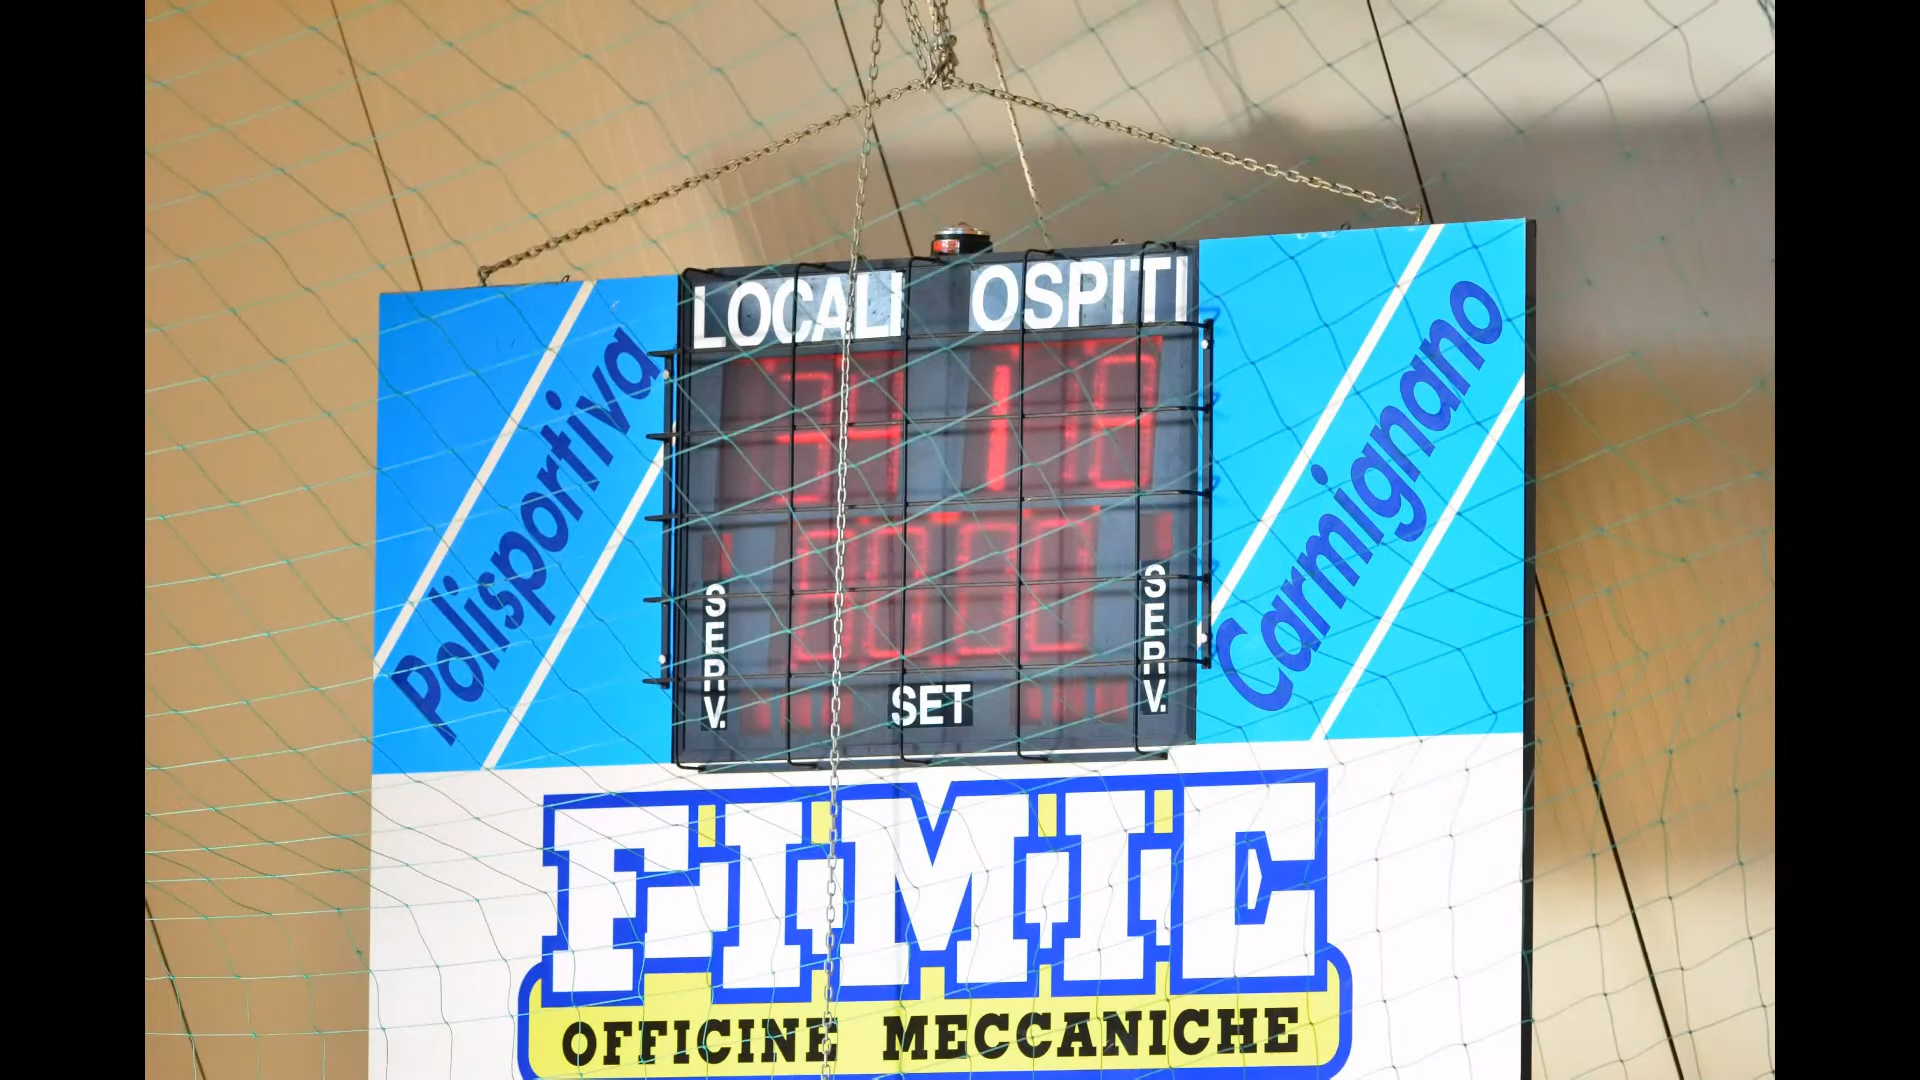 LOCALI OSPITI
Polisportiva
Carmignano
SERV.
SERV.
SET
FIMIC
OFFICINE MECCANICHE